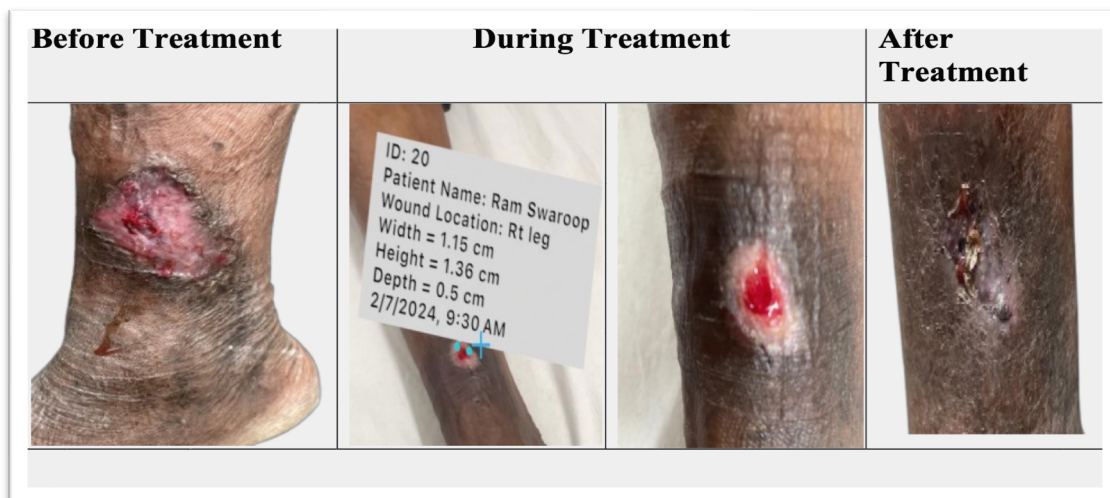 Before Treatment
During Treatment
After
Treatment
ID: 20
Patient Name: Ram Swaroop
Wound Location: Rt leg
Width = 1.15 cm
Height = 1.36 cm
Depth = 0.5 cm
2/7/2024, 9:30 AM